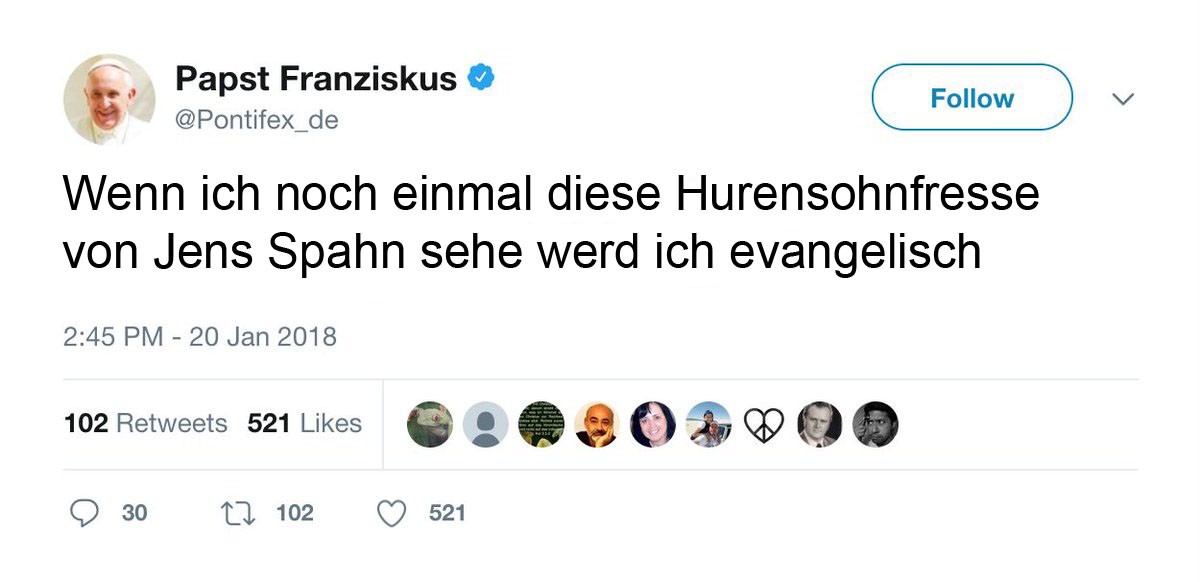 Papst Franziskus
@Pontifex_de
Follow
Wenn ich noch einmal diese Hurensohnfresse
von Jens Spahn sehe werd ich evangelisch
2:45 PM - 20 Jan 2018
102 Retweets 521 Likes
30 102 521